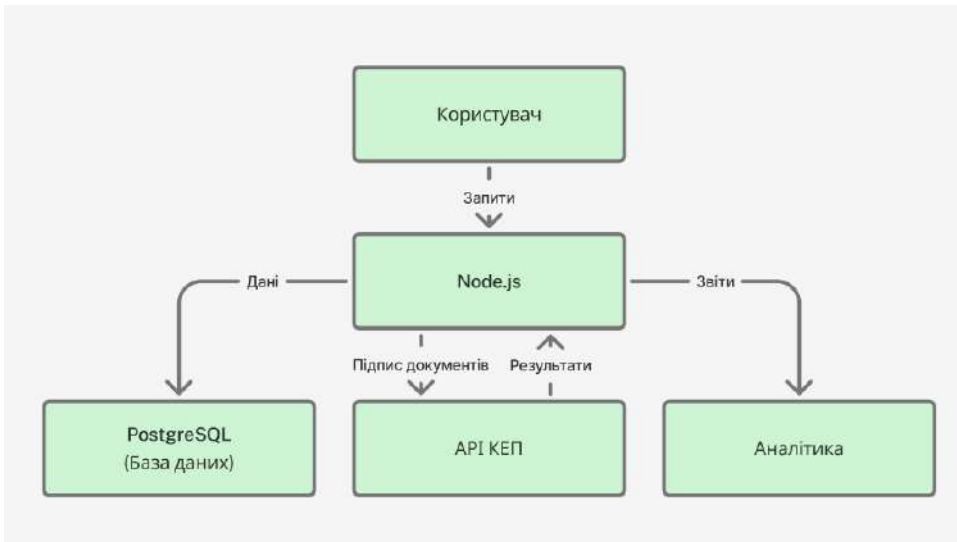 Користувач
Запити
Дані
Node.js
Звіти
Підпис документів
Результати
PostgreSQL
(База даних)
API КЕП
Аналітика